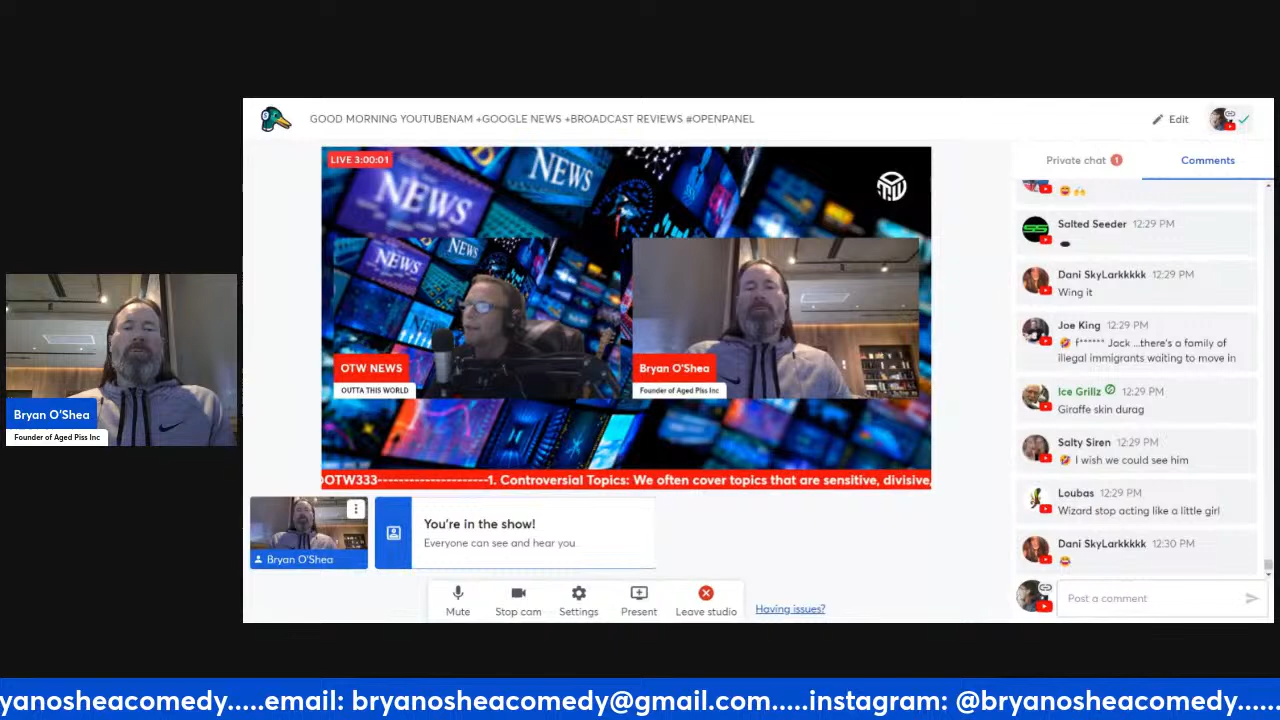 GOOD MORNING YOUTUBENAM +GOOGLE NEWS +BROADCAST REVIEWS #OPENPANEL
Edit
LIVE 3:00:01
NEWS
NEWS
NEWS
NEWS
NEWS
TW
OTW NEWS
OUTTA THIS WORLD
Bryan O'Shea
Founder of Aged Piss Inc
OTW333----------------------1. Controversial Topics: We often cover topics that are sensitive, divisive,
Bryan O'Shea
Founder of Aged Piss Inc
Bryan O'Shea
You're in the show!
Everyone can see and hear you
Mute
Stop cam
Settings
Present
Leave studio
Having issues?
Private chat 1
Comments
🤩 🙌
Salted Seeder 12:29 PM
🕳️
Dani SkyLarkkkkk 12:29 PM
Wing it
Joe King 12:29 PM
🤣 f****** Jock ...there's a family of
illegal immigrants waiting to move in
Ice Grillz 12:29 PM
Giraffe skin durag
Salty Siren 12:29 PM
🤣 I wish we could see him
Loubas 12:29 PM
Wizard stop acting like a little girl
Dani SkyLarkkkkk 12:30 PM
😂
Post a comment
yanosheacomedy.....email: bryanosheacomedy@gmail.com.....instagram: @bryanosheacomedy......